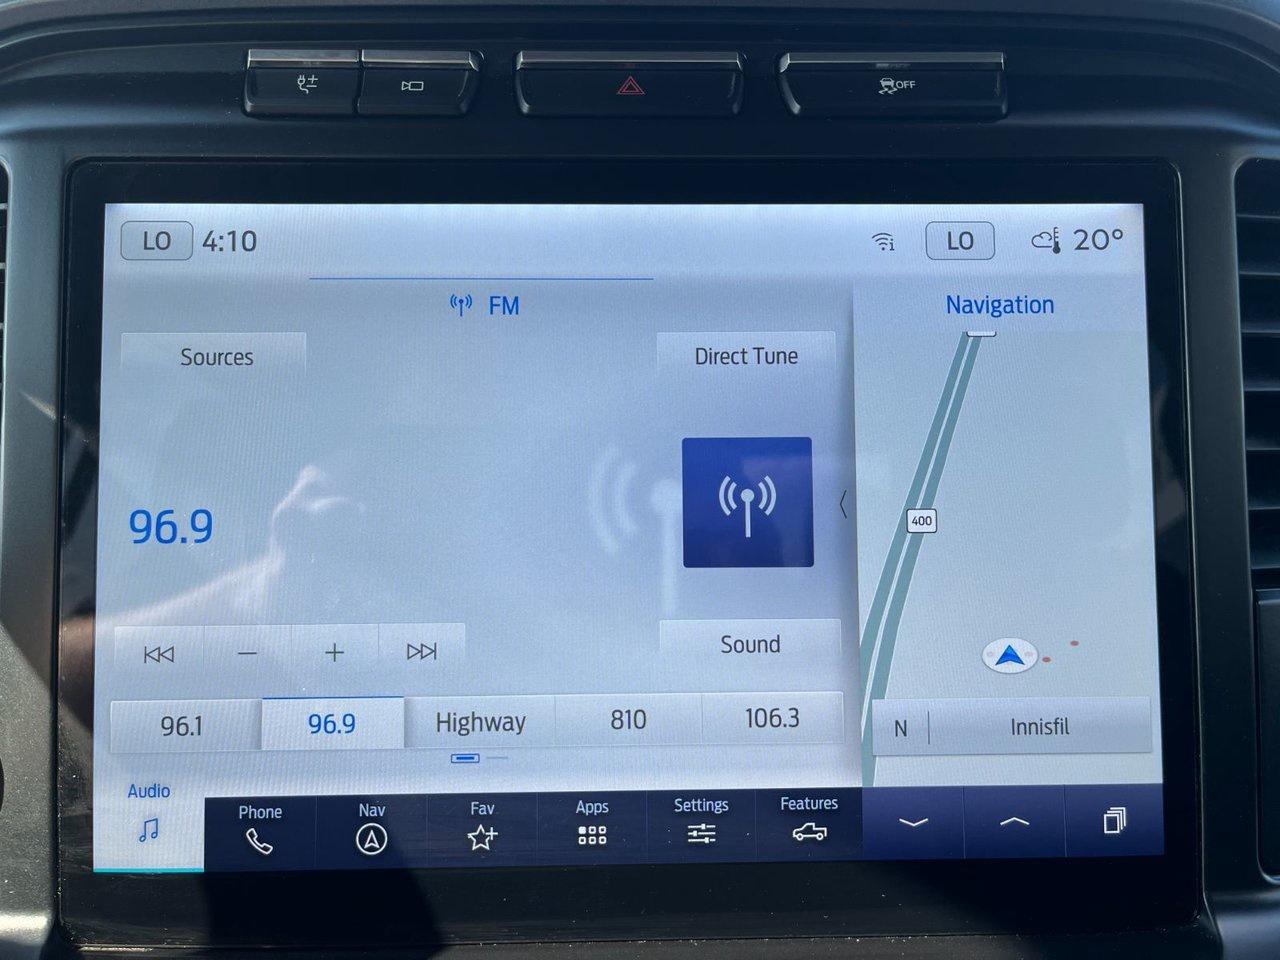 OFF
LO 4:10 LO 20°
FM
Navigation
Sources
Direct Tune
96.9
400
Sound
96.1 96.9 Highway 810 106.3
N Innisfil
Audio Phone Nav Fav Apps Settings Features